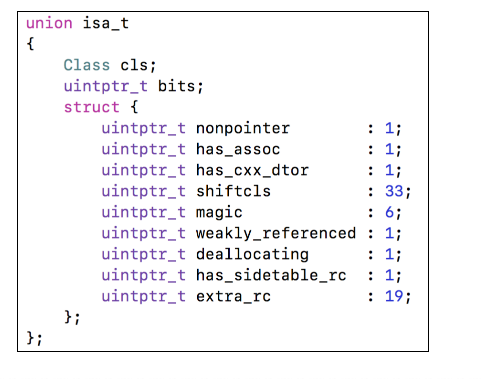 union isa_t
{
    Class cls;
    uintptr_t bits;
    struct {
        uintptr_t nonpointer        : 1;
        uintptr_t has_assoc         : 1;
        uintptr_t has_cxx_dtor      : 1;
        uintptr_t shiftcls          : 33;
        uintptr_t magic             : 6;
        uintptr_t weakly_referenced : 1;
        uintptr_t deallocating      : 1;
        uintptr_t has_sidetable_rc  : 1;
        uintptr_t extra_rc          : 19;
    };
};